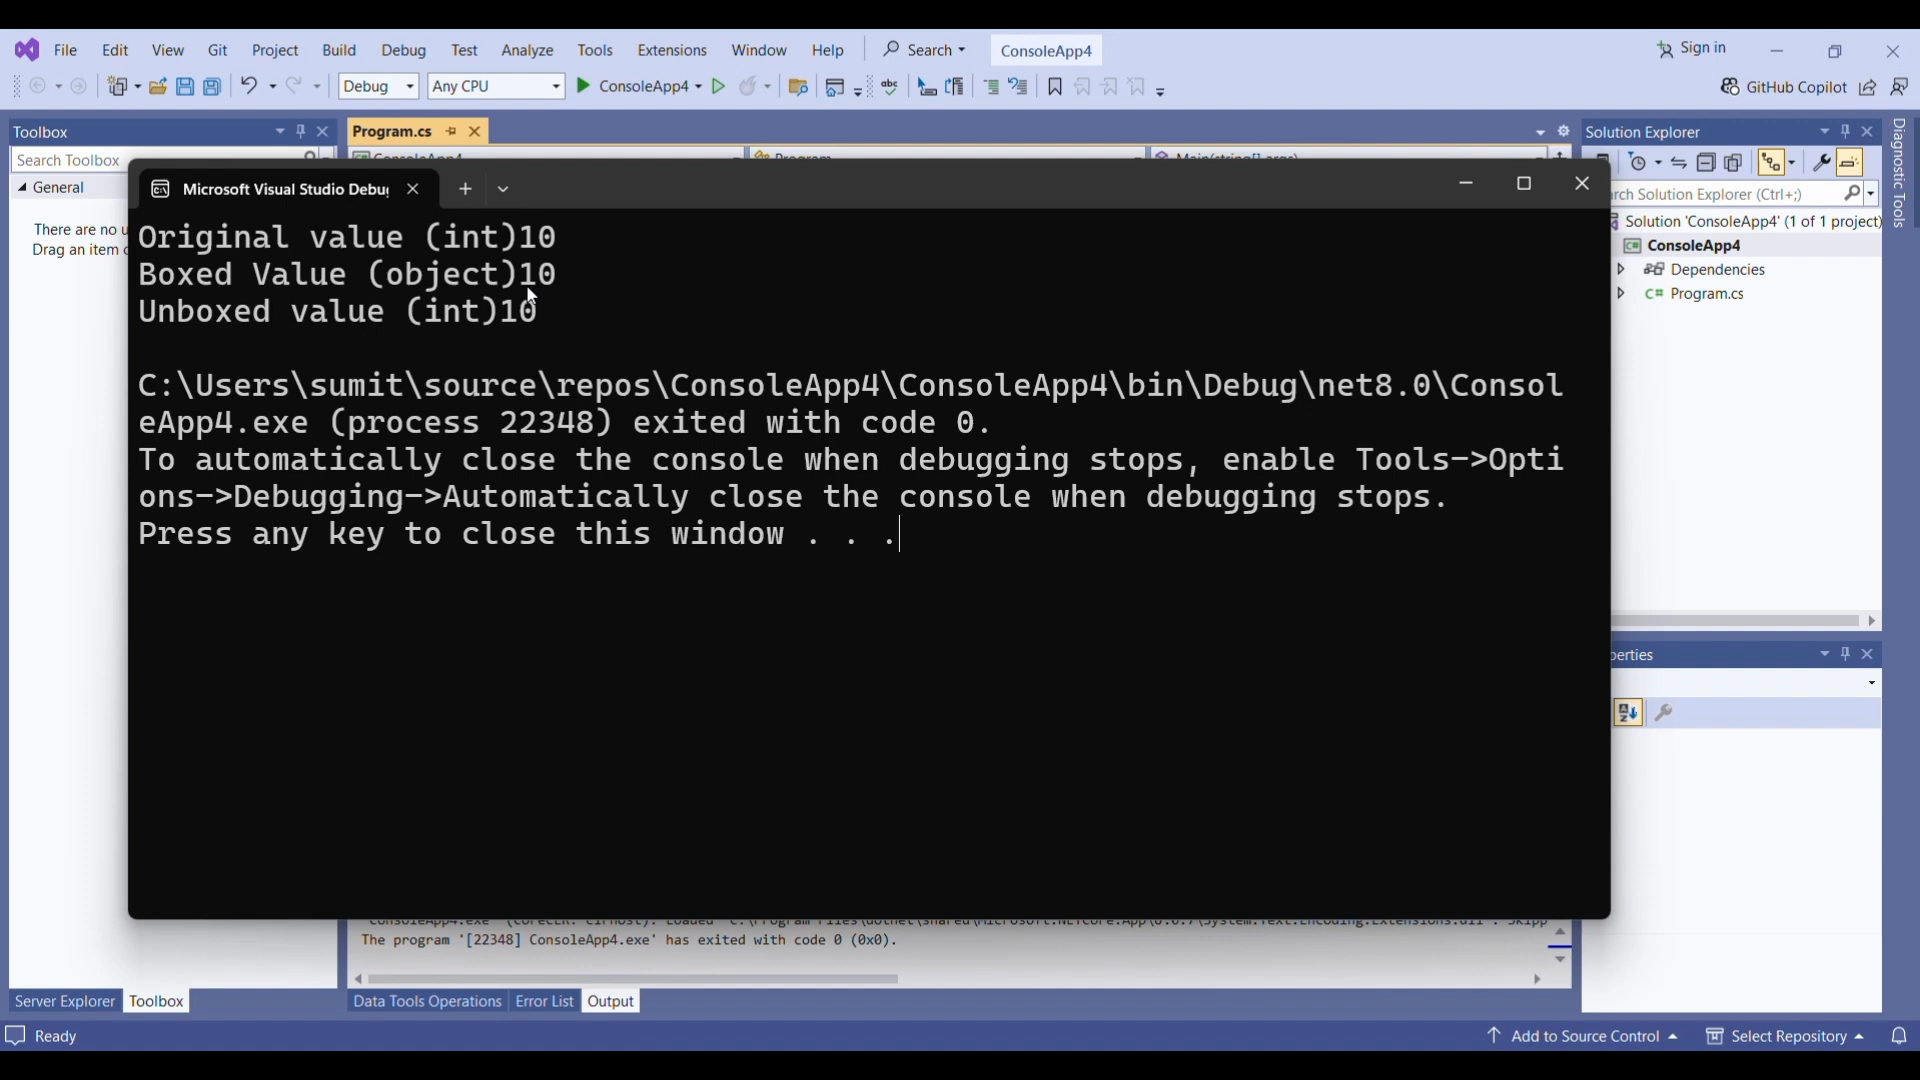 File Edit View Git Project Build Debug Test Analyze Tools Extensions Window Help Search ConsoleApp4 Sign in
Debug Any CPU ConsoleApp4 GitHub Copilot
Toolbox
Program.cs
Solution Explorer
Diagnostic Tools
Search Toolbox
General
There are no
Drag an item
Microsoft Visual Studio Debu
Original value (int)10
Boxed Value (object)10
Unboxed value (int)10
C:\Users\sumit\source\repos\ConsoleApp4\ConsoleApp4\bin\Debug\net8.0\Consol
eApp4.exe (process 22348) exited with code 0.
To automatically close the console when debugging stops, enable Tools->Opti
ons->Debugging->Automatically close the console when debugging stops.
Press any key to close this window . . .
rch Solution Explorer (Ctrl+;)
Solution 'ConsoleApp4' (1 of 1 project)
ConsoleApp4
Dependencies
C# Program.cs
perties
The program '[22348] ConsoleApp4.exe' has exited with code 0 (0x0).
Server Explorer Toolbox
Data Tools Operations Error List Output
Ready
Add to Source Control Select Repository